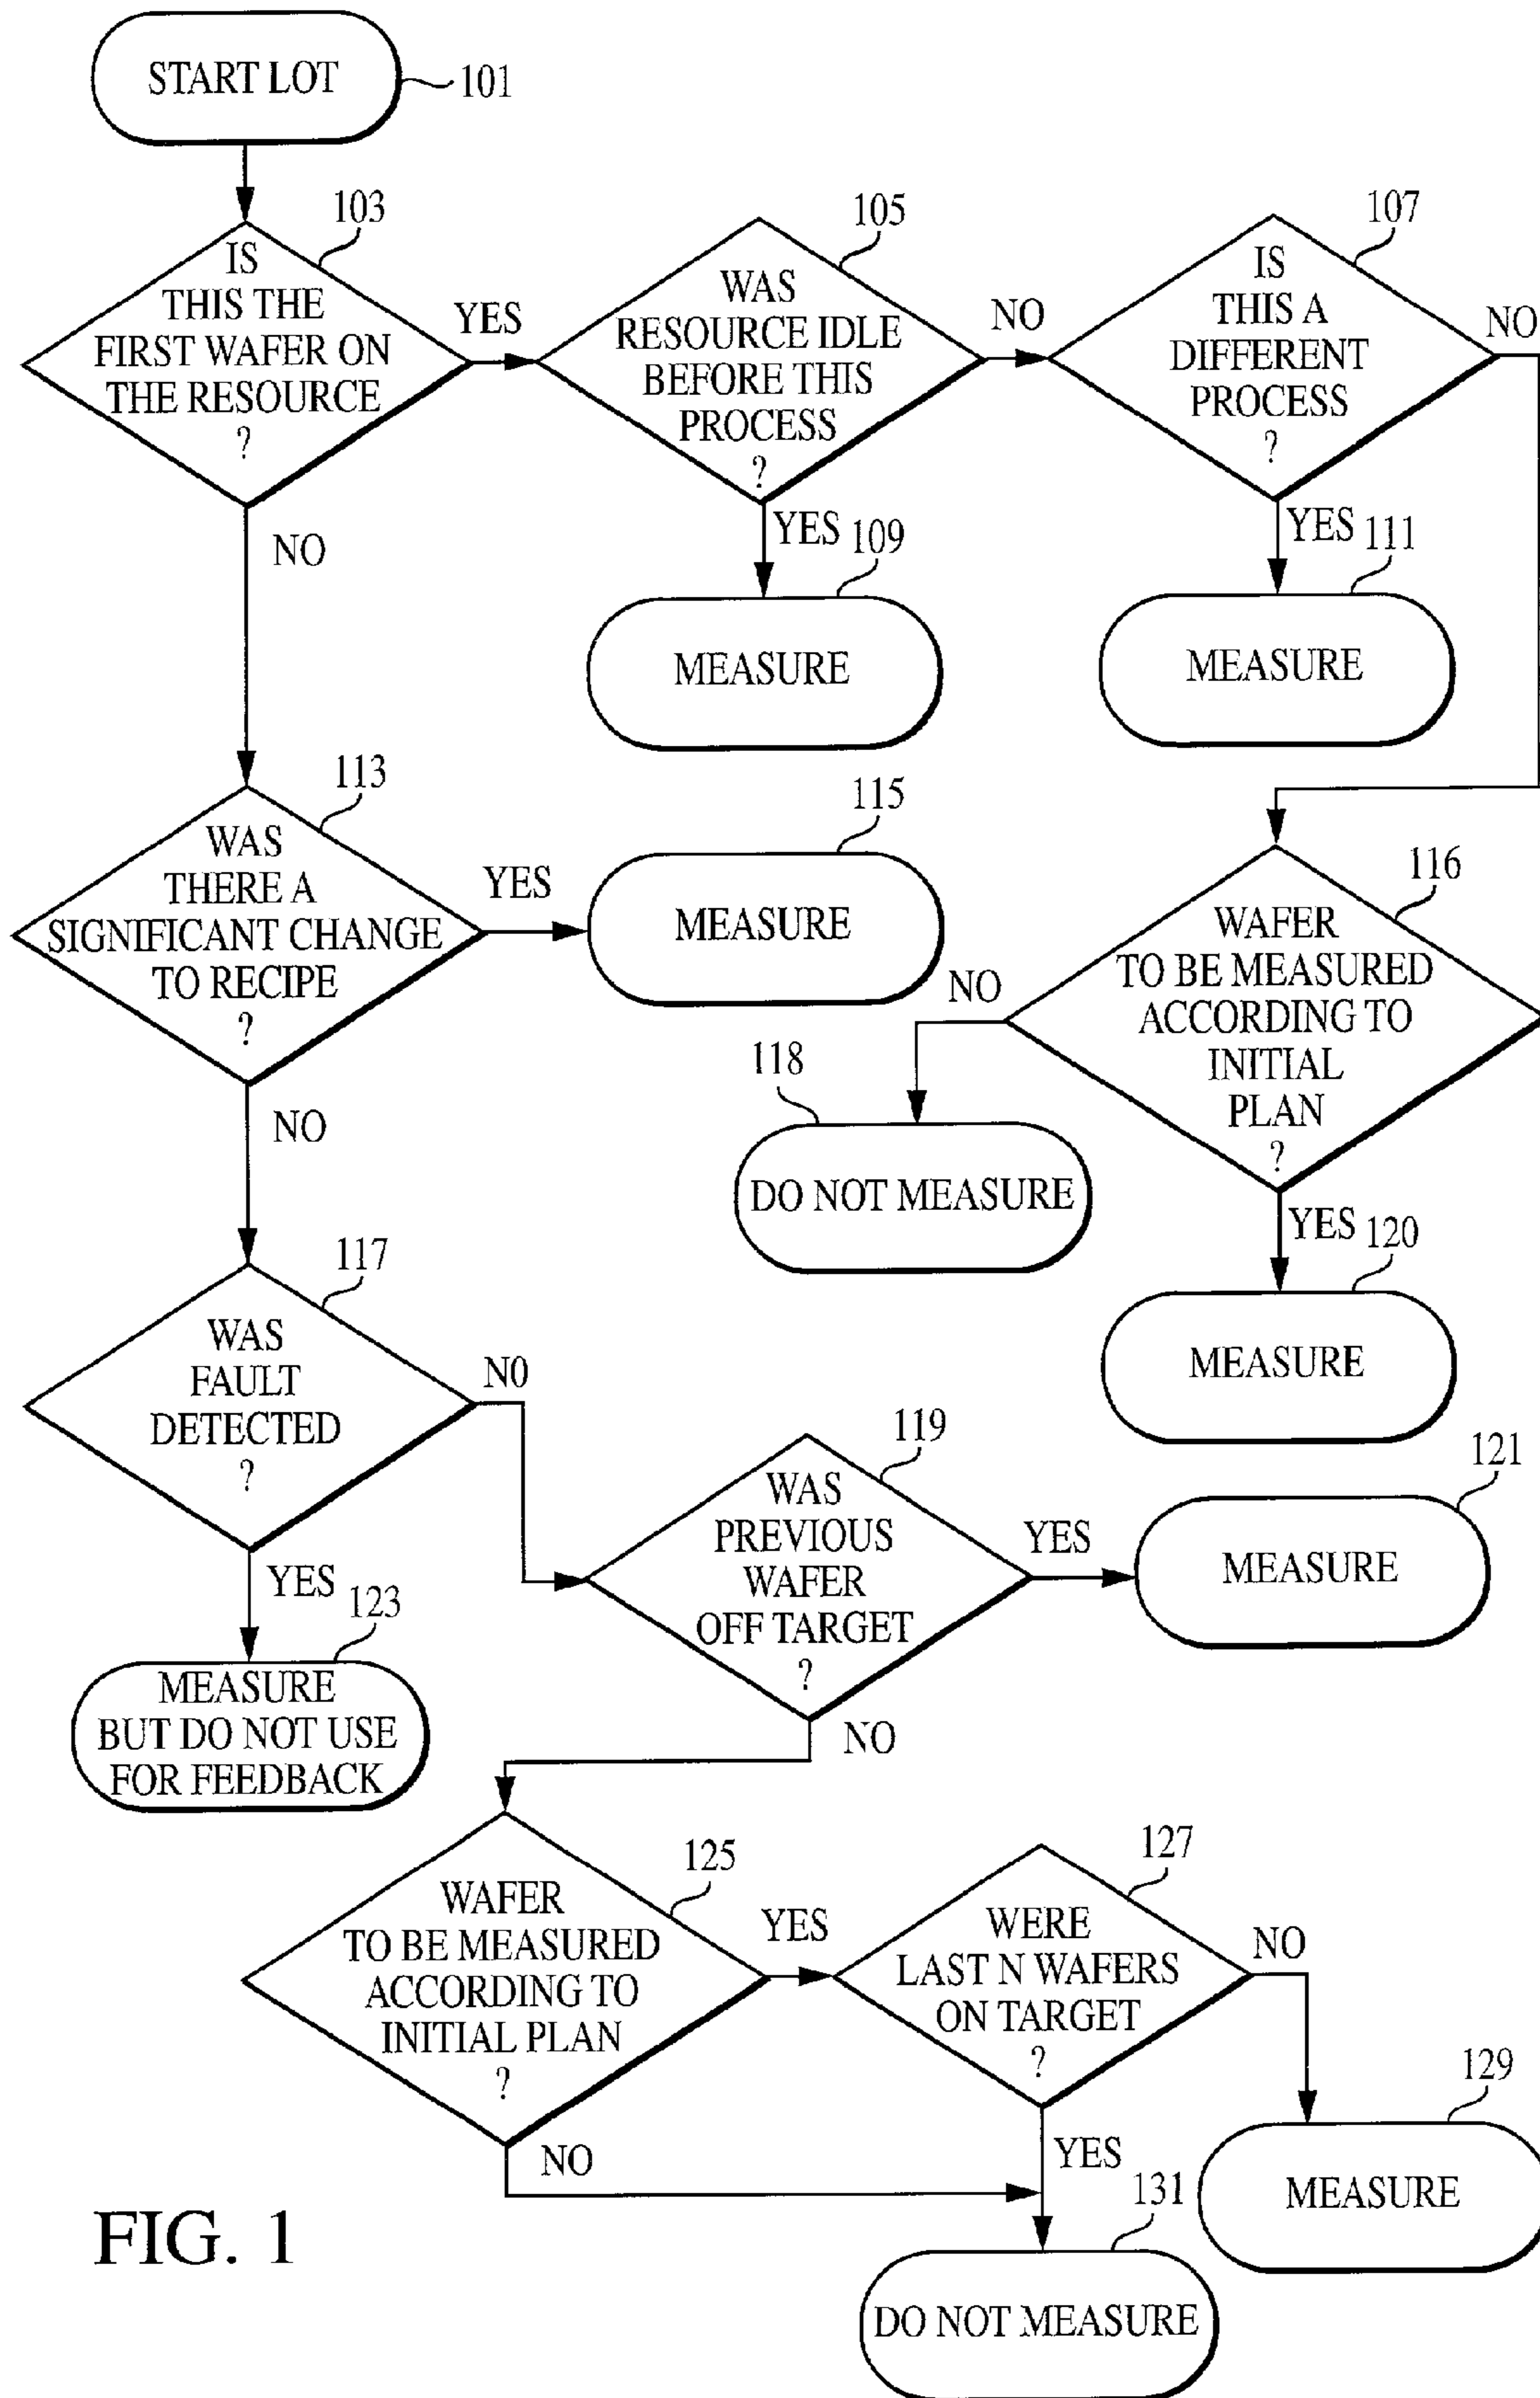 START LOT
101
IS
THIS THE
FIRST WAFER ON
THE RESOURCE
?
103
YES
NO
WAS
RESOURCE IDLE
BEFORE THIS
PROCESS
?
105
NO
YES
IS
THIS A
DIFFERENT
PROCESS
?
107
NO
YES
109
MEASURE
111
MEASURE
113
WAS
THERE A
SIGNIFICANT CHANGE
TO RECIPE
?
YES
NO
115
MEASURE
116
WAFER
TO BE MEASURED
ACCORDING TO
INITIAL
PLAN
?
NO
YES
118
DO NOT MEASURE
120
MEASURE
117
WAS
FAULT
DETECTED
?
N0
YES
119
WAS
PREVIOUS
WAFER
OFF TARGET
?
YES
NO
121
MEASURE
123
MEASURE
BUT DO NOT USE
FOR FEEDBACK
125
WAFER
TO BE MEASURED
ACCORDING TO
INITIAL PLAN
?
YES
NO
127
WERE
LAST N WAFERS
ON TARGET
?
NO
YES
129
MEASURE
131
DO NOT MEASURE
FIG. 1